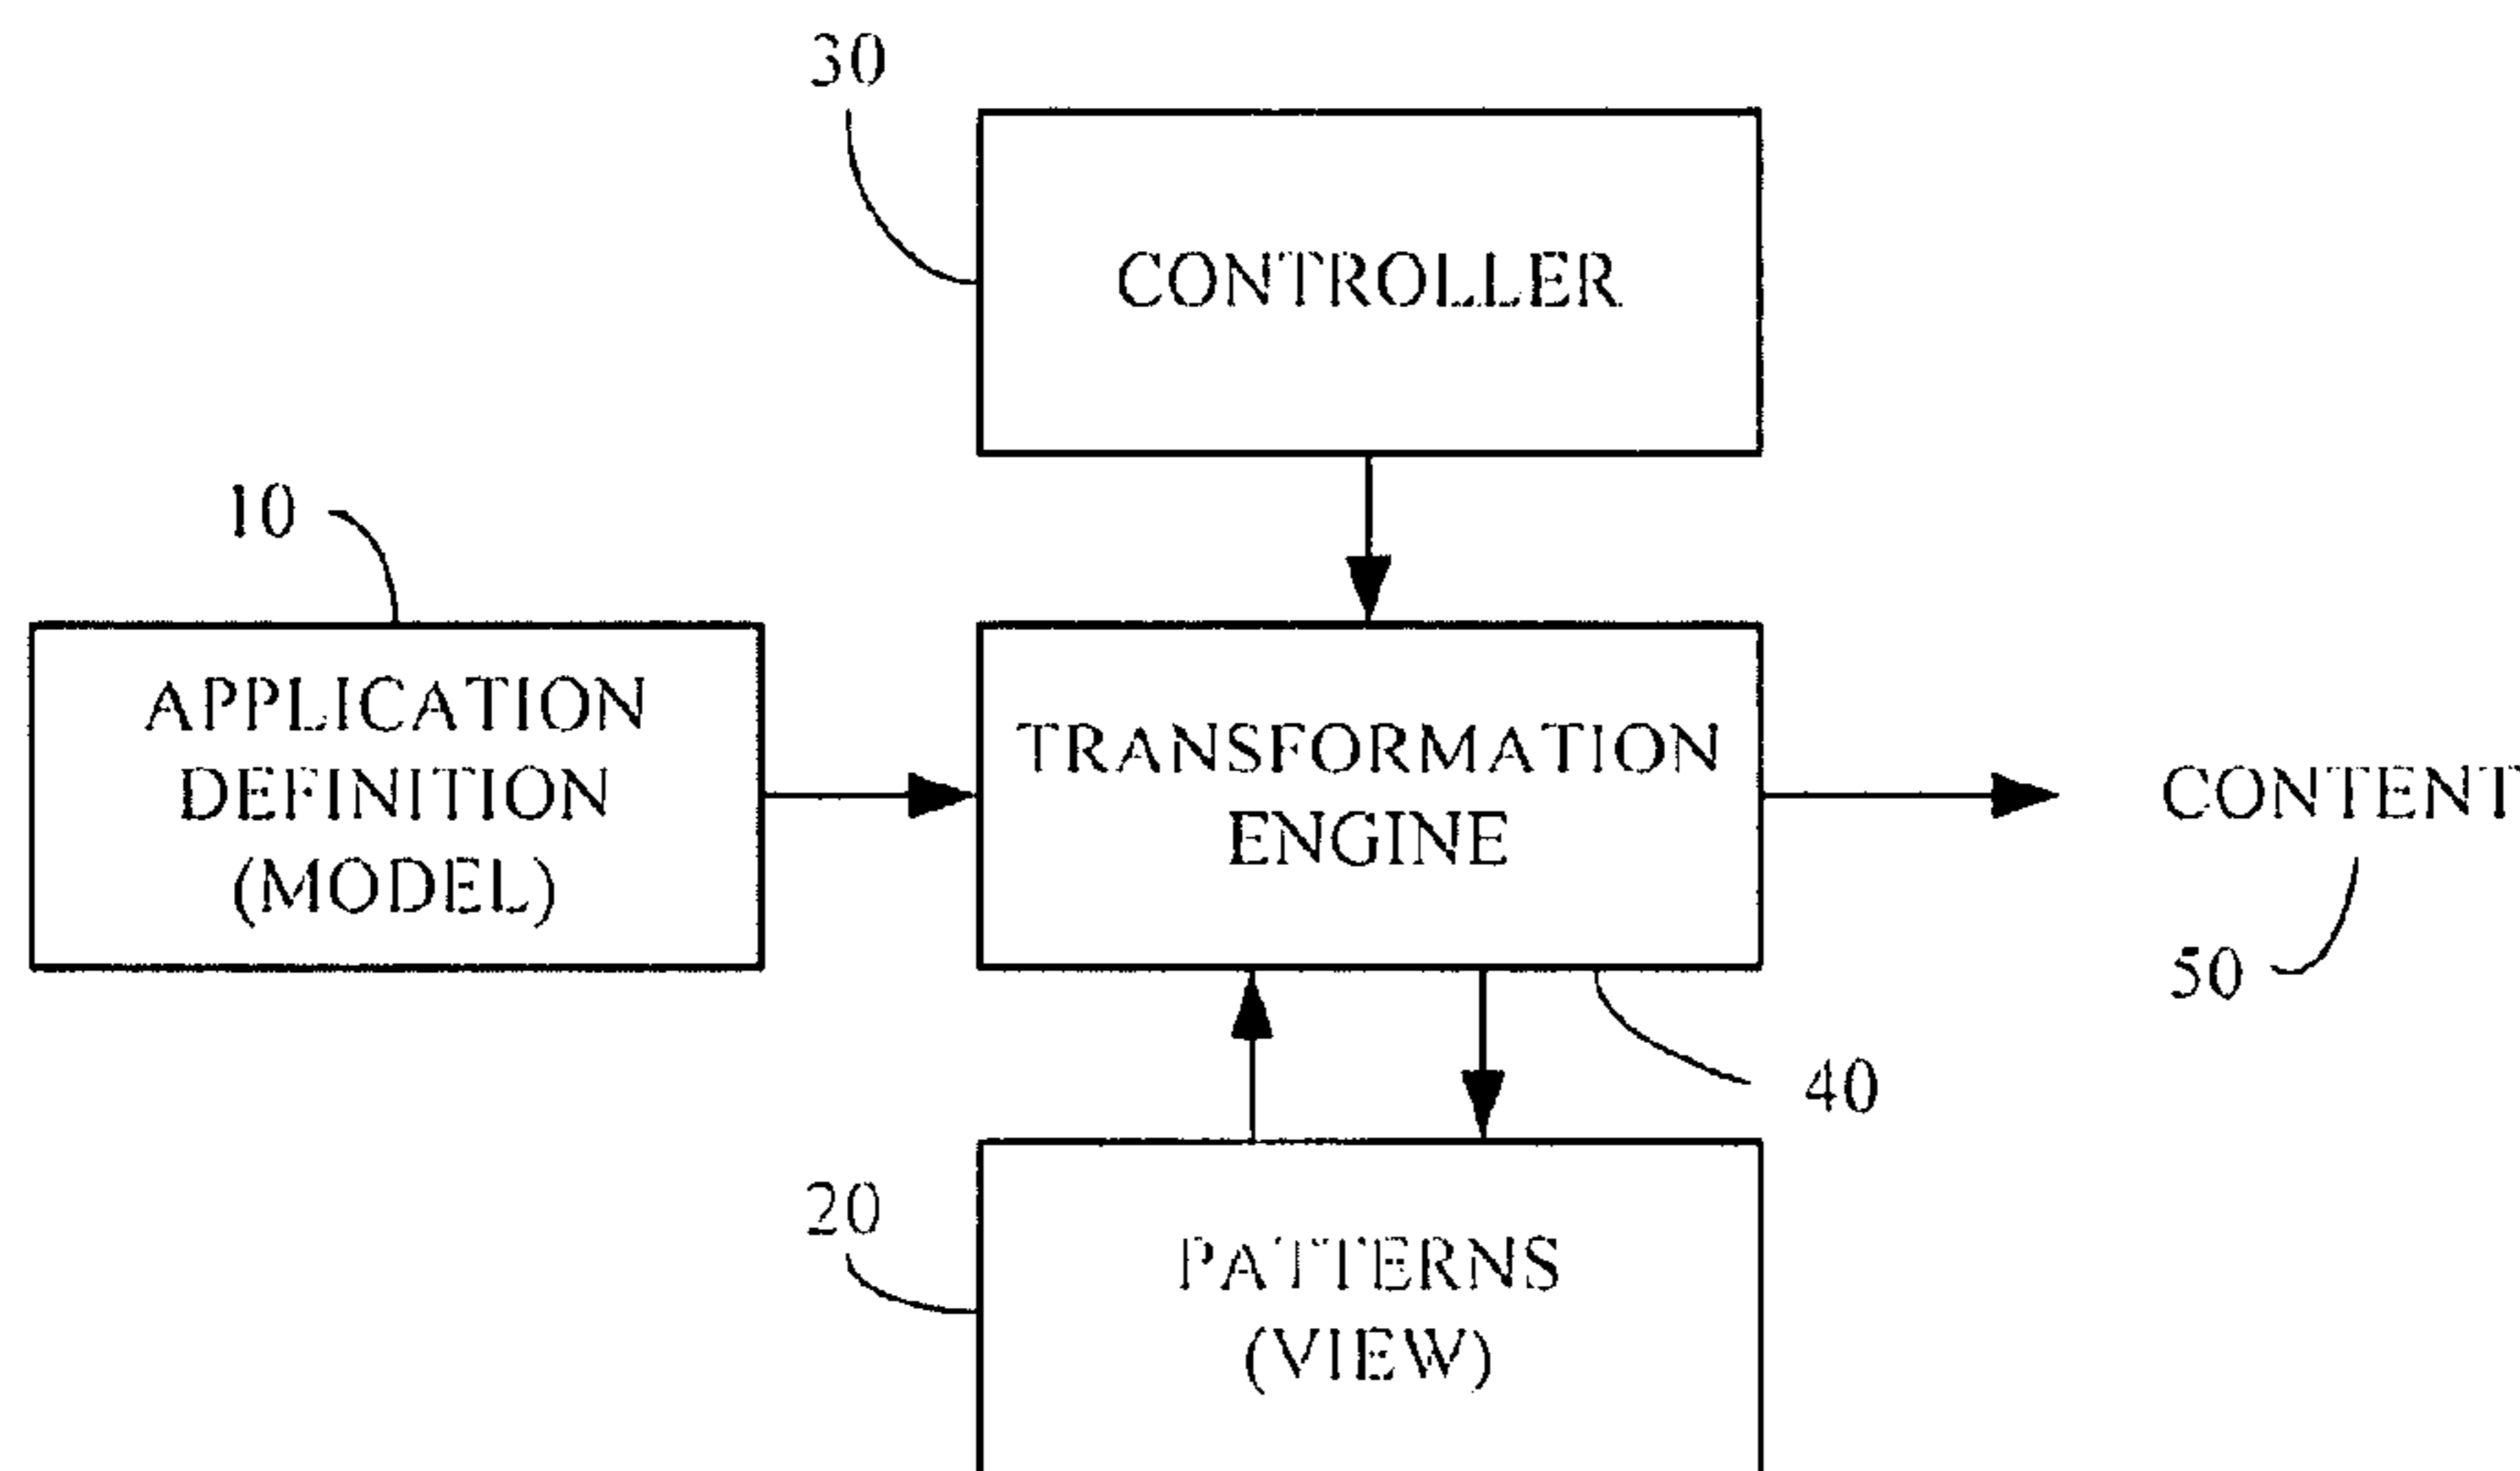 30
CONTROLLER
10
APPLICATION
DEFINITION
(MODEL)
TRANSFORMATION
ENGINE
CONTENT
50
40
20
PATTERNS
(VIEW)